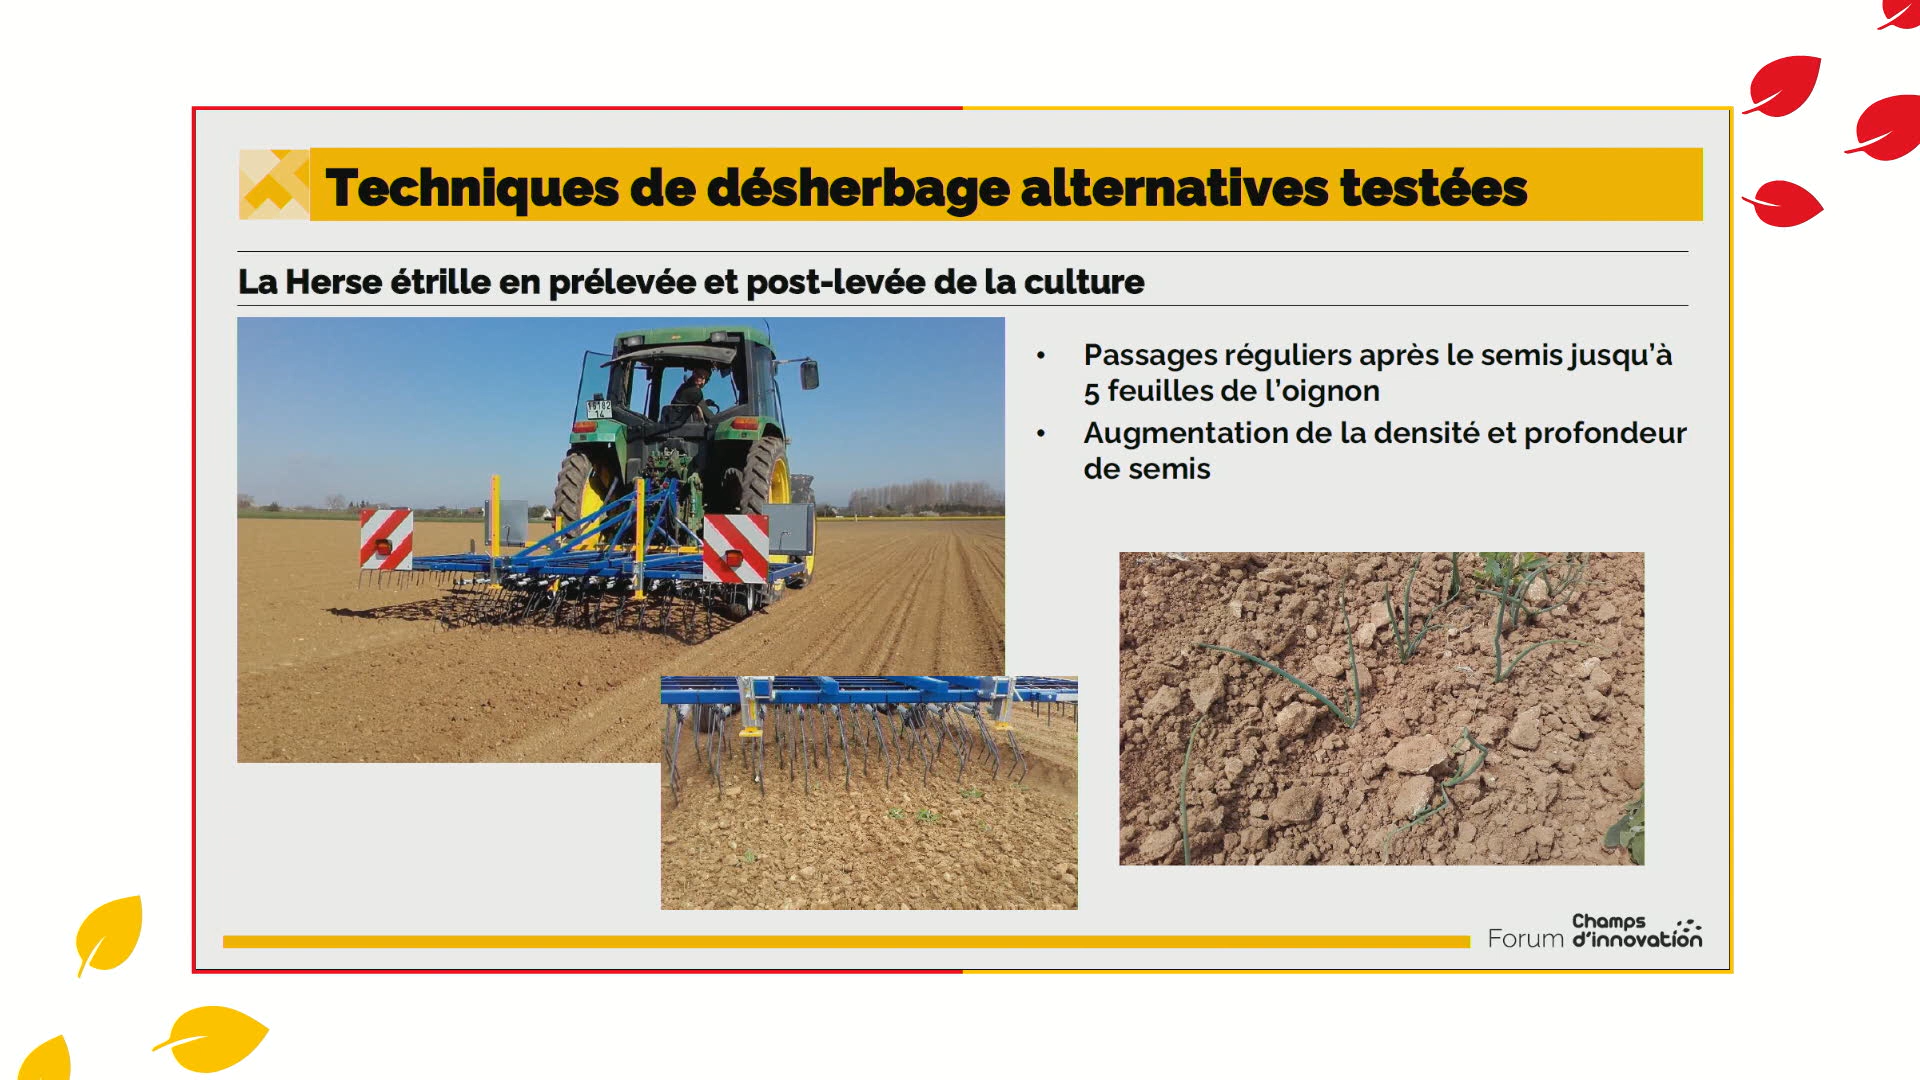 Techniques de désherbage alternatives testées
La Herse étrille en prélevée et post-levée de la culture
• Passages réguliers après le semis jusqu’à
5 feuilles de l’oignon
• Augmentation de la densité et profondeur
de semis
Forum Champs
d’innovation